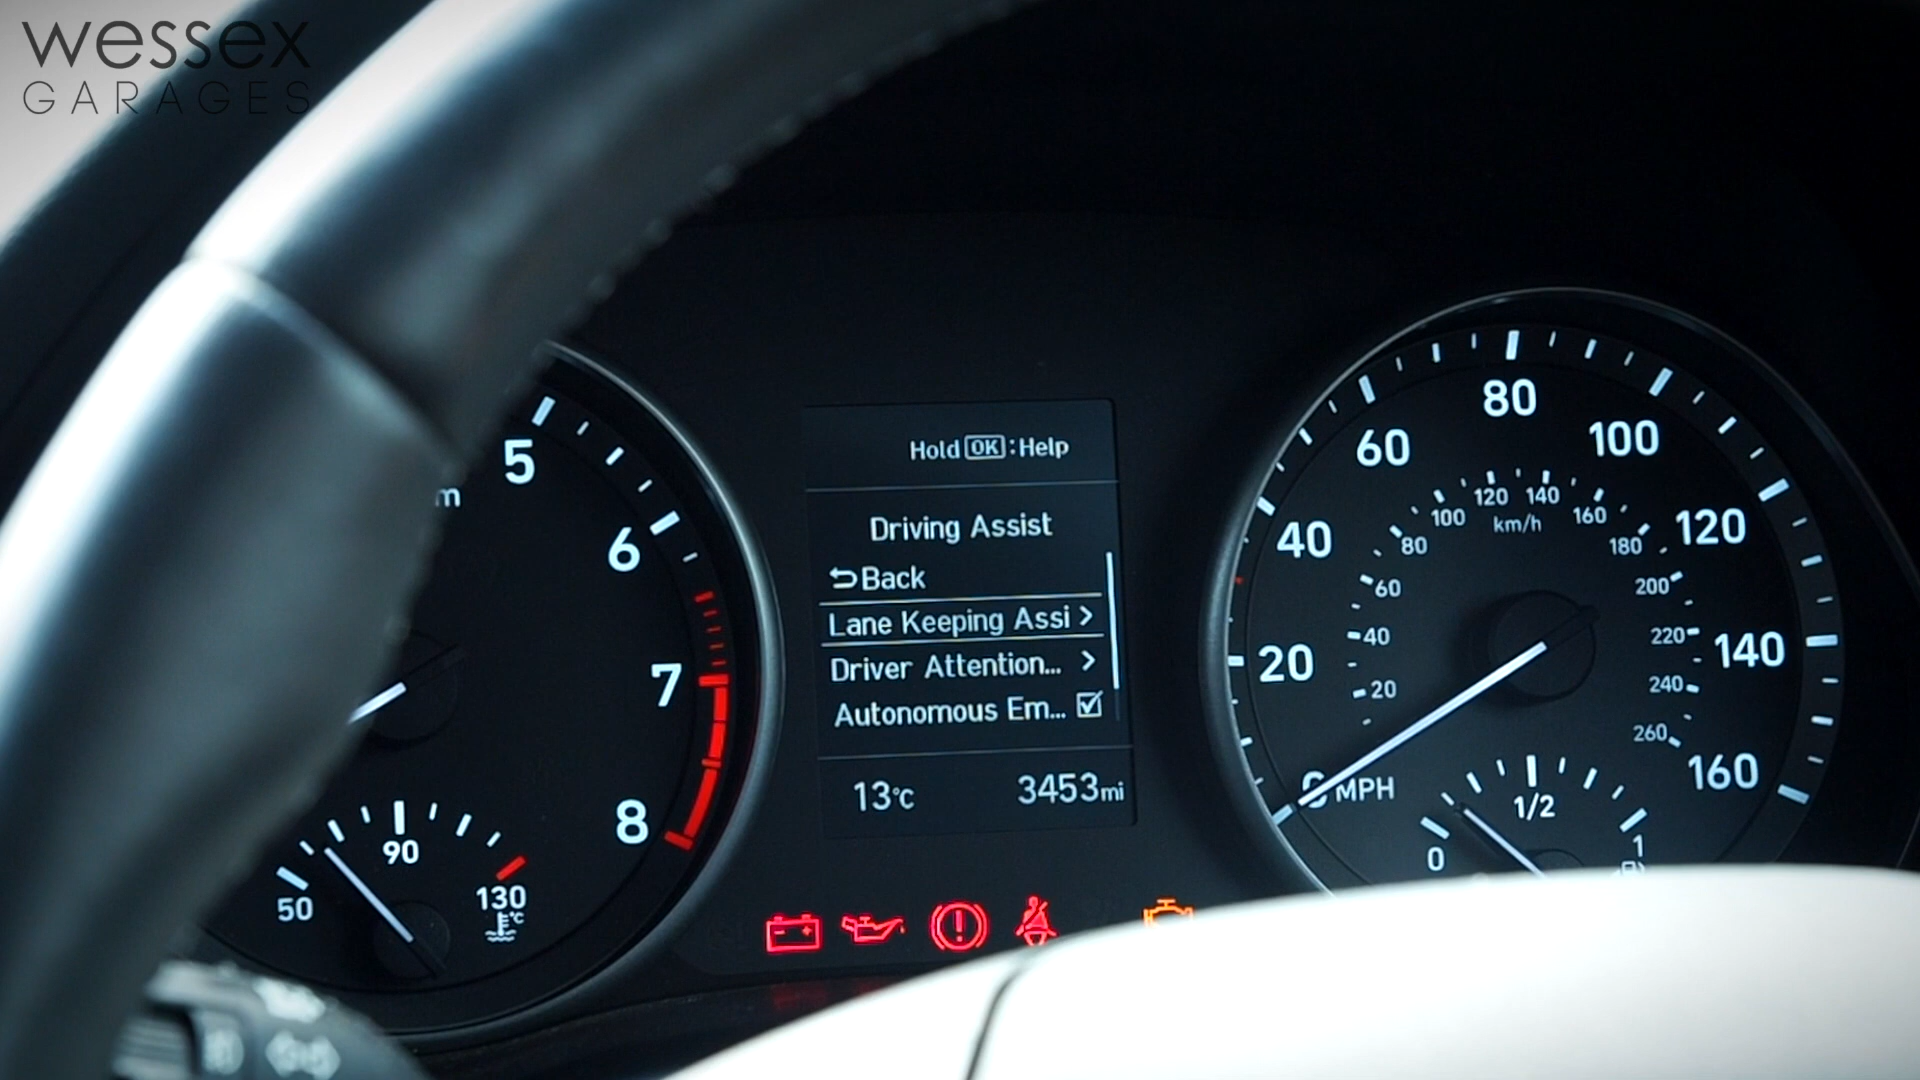 wessex
GARAGES
Hold OK : Help
Driving Assist
Back
Lane Keeping Assi
Driver Attention...
Autonomous Em...
13°C
3453mi
5
6
7
8
50
90
130
°C
20
40
60
80
100
120
140
160
MPH
20
40
60
80
100
120
140
160
180
200
220
240
260
km/h
0
1/2
1